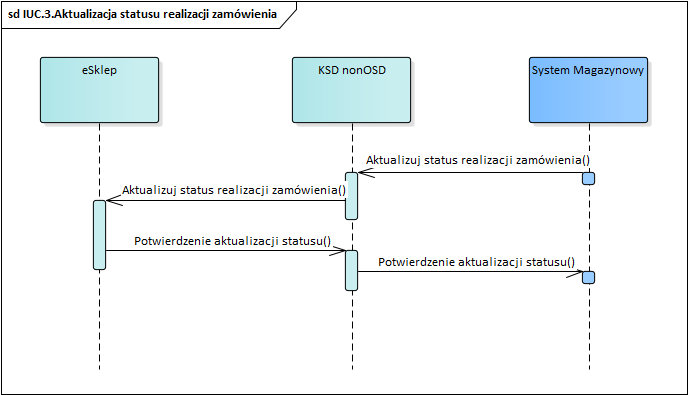 sd IUC.3.Aktualizacja statusu realizacji zamówienia
eSklep
KSD nonOSD
System Magazynowy
Aktualizuj status realizacji zamówienia()
Aktualizuj status realizacji zamówienia()
Potwierdzenie aktualizacji statusu()
Potwierdzenie aktualizacji statusu()